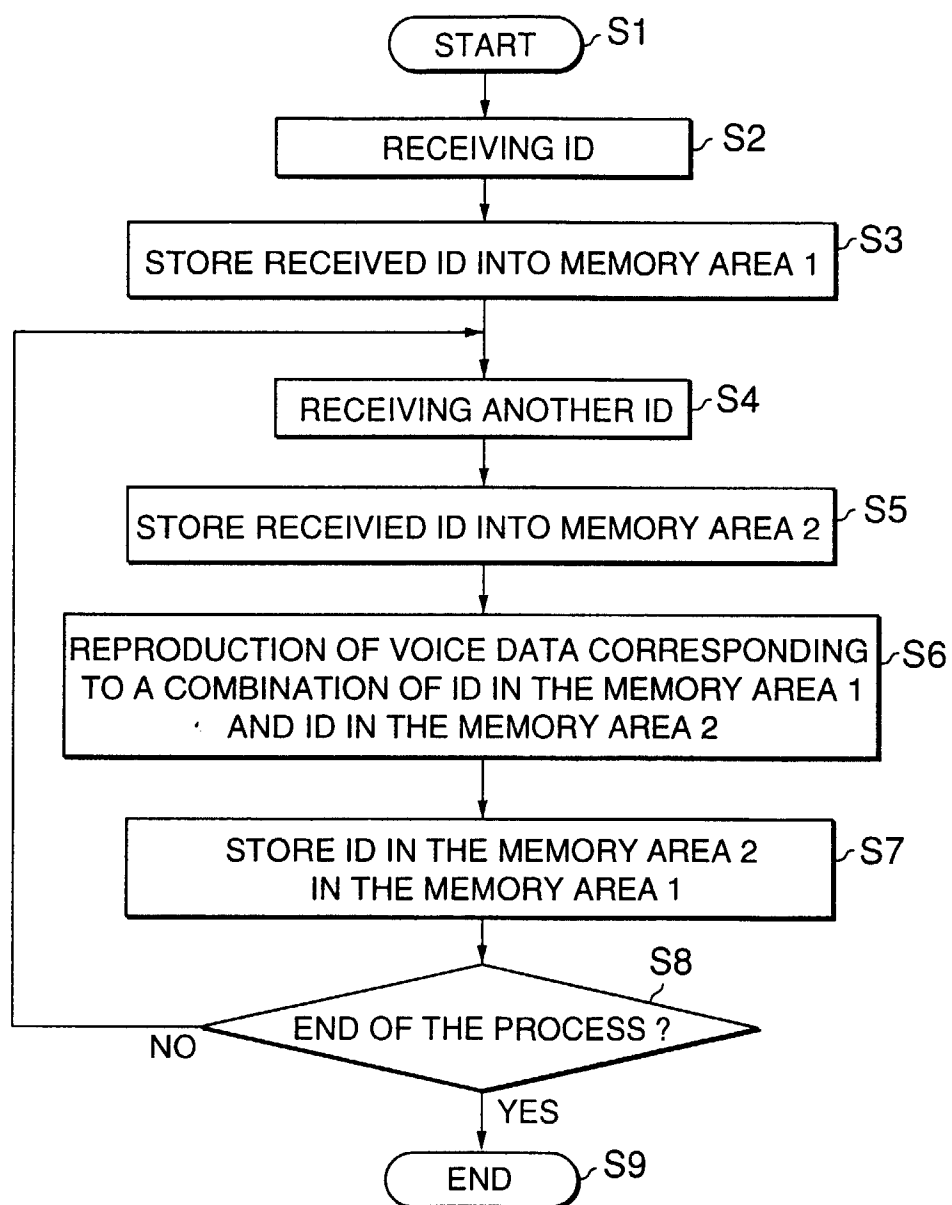 START
S1
RECEIVING ID
S2
STORE RECEIVED ID INTO MEMORY AREA 1
S3
RECEIVING ANOTHER ID
S4
STORE RECEIVIED ID INTO MEMORY AREA 2
S5
REPRODUCTION OF VOICE DATA CORRESPONDING
TO A COMBINATION OF ID IN THE MEMORY AREA 1
AND ID IN THE MEMORY AREA 2
S6
STORE ID IN THE MEMORY AREA 2
IN THE MEMORY AREA 1
S7
S8
END OF THE PROCESS ?
NO
YES
END
S9